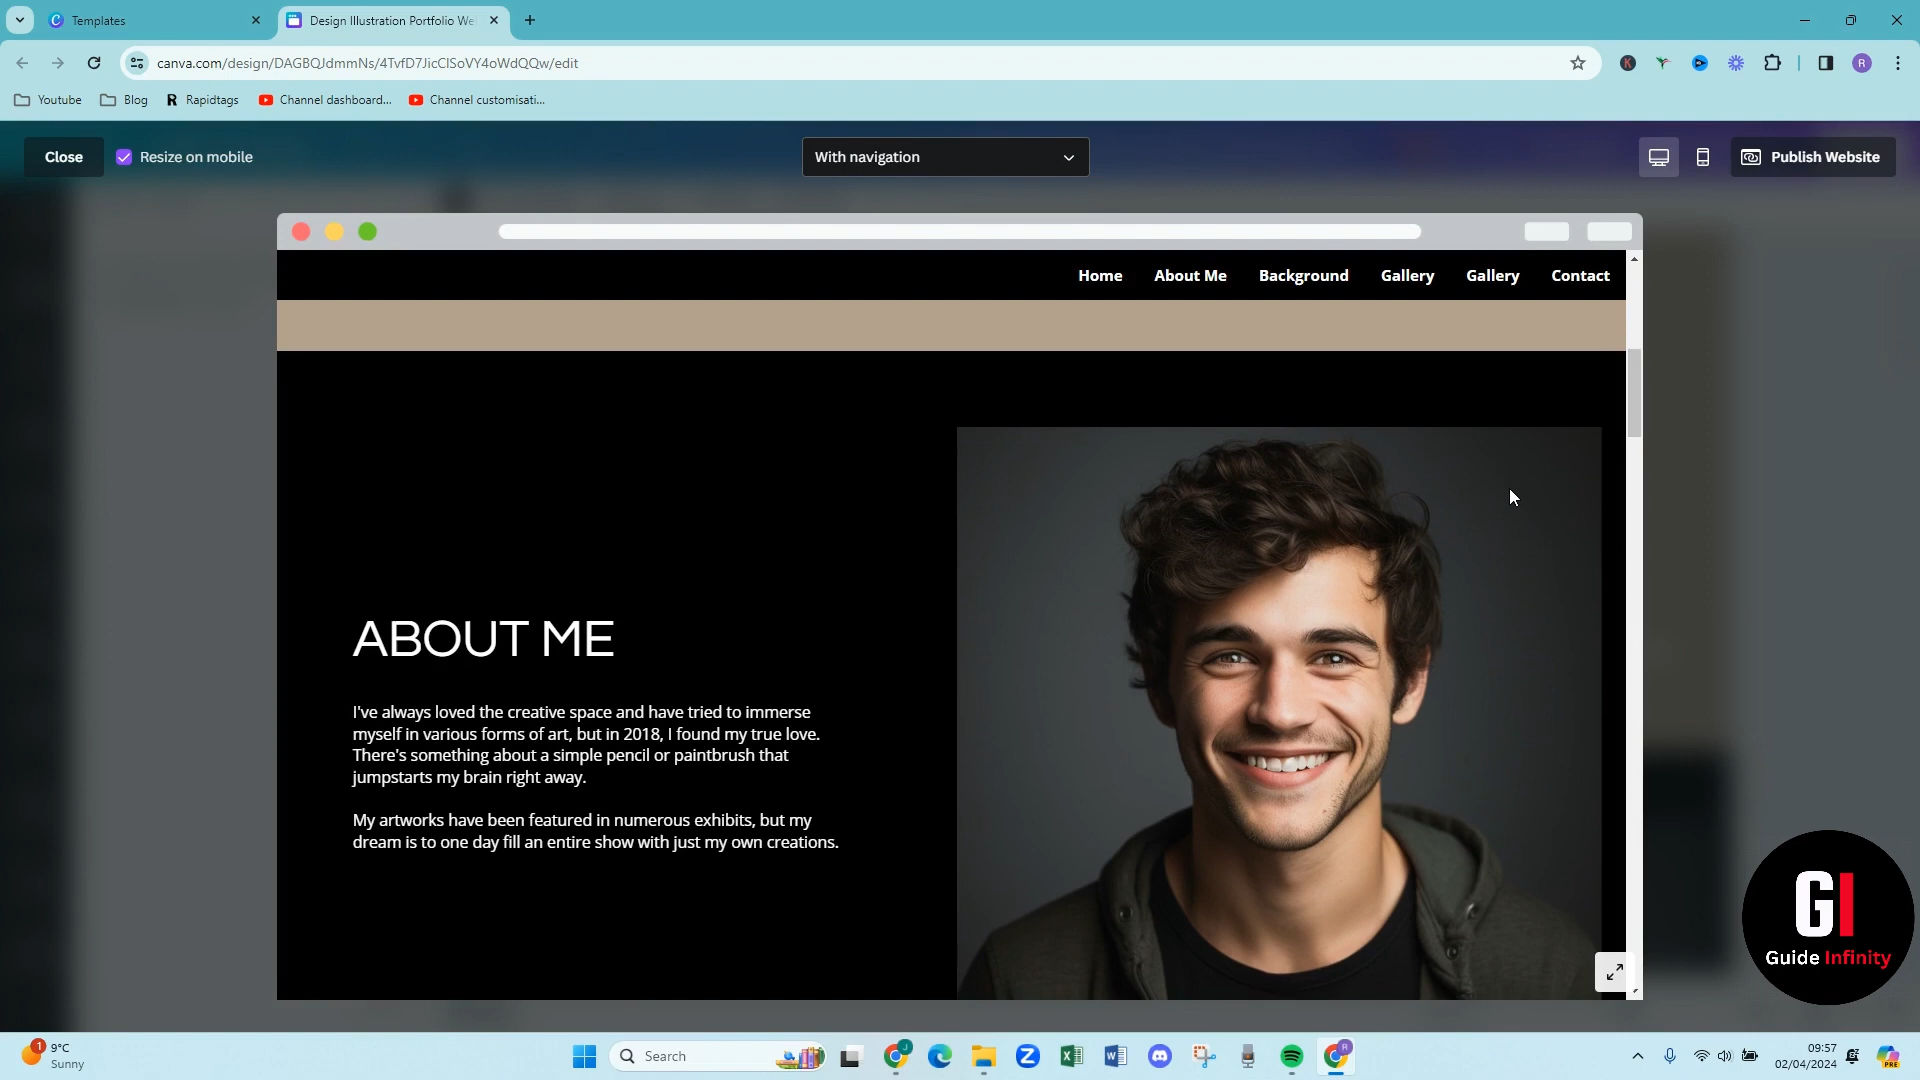 Templates
Design Illustration Portfolio We
canva.com/design/DAGBQJdmmNs/4TvfD7JicClSoVY4oWdQQw/edit
Youtube
Blog
R Rapidtags
Channel dashboard...
Channel customisati...
Close
Resize on mobile
With navigation
Publish Website
Home
About Me
Background
Gallery
Gallery
Contact
ABOUT ME
I've always loved the creative space and have tried to immerse
myself in various forms of art, but in 2018, I found my true love.
There's something about a simple pencil or paintbrush that
jumpstarts my brain right away.
My artworks have been featured in numerous exhibits, but my
dream is to one day fill an entire show with just my own creations.
GI
Guide Infinity
1
9°C
Sunny
Search
09:57
02/04/2024